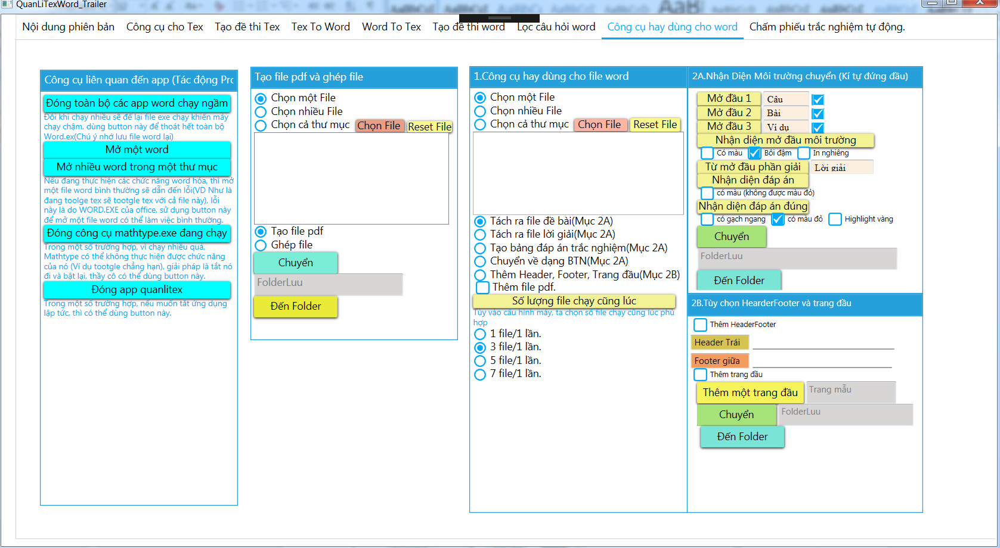 QuanLiTexWord_Trailer
Nội dung phiên bản Công cụ cho Tex Tạo đề thi Tex Tex To Word Word To Tex Tạo đề thi word Lọc câu hỏi word Công cụ hay dùng cho word Chấm phiếu trắc nghiệm tự động.
Công cụ liên quan đến app (Tác động Prc
Đóng toàn bộ các app word chạy ngầm
Đôi khi chạy nhiều sẽ để lại file exe chạy khiến máy
chạy chậm, dùng button này để thoát hết toàn bộ
Word.ex(Chú ý nhớ lưu file word lại)
Mở một word
Mở nhiều word trong một thư mục
Nếu đang thực hiện các chức năng word hóa, thì mở
một file word bình thường sẽ dẫn đến lỗi(VD Như là
đang toolge tex sẽ tootgle tex với cả file này), lỗi
này là do WORD.EXE của office, sử dụng button này
để mở một file word có thể làm việc bình thường.
Đóng công cụ mathtype.exe đang chạy
Trong một số trường hợp, vì chạy nhiều quá,
Mathtype có thể không thực hiện được chức năng
của nó (Ví dụ tootgle chẳng hạn), giải pháp là tắt nó
đi và bật lại, thầy cô có thể dùng button này.
Đóng app quanlitex
Trong một số trường hợp, nếu muốn tắt ứng dụng
lập tức, thì có thể dùng button này.
Tạo file pdf và ghép file
Chọn một File
Chọn nhiều File
Chọn cả thư mục Chọn File Reset File
Tạo file pdf
Ghép file
Chuyển
FolderLuu
Đến Folder
1.Công cụ hay dùng cho file word
Chọn một File
Chọn nhiều File
Chọn cả thư mục Chọn File Reset File
Tách ra file đề bài(Mục 2A)
Tách ra file lời giải(Mục 2A)
Tạo bảng đáp án trắc nghiệm(Mục 2A)
Chuyển về dạng BTN(Mục 2A)
Thêm Header, Footer, Trang đầu(Mục 2B)
Thêm file pdf.
Số lượng file chạy cùng lúc
Tùy vào cấu hình máy, ta chọn số file chạy cùng lúc phù
hợp
1 file/1 lần.
3 file/1 lần.
5 file/1 lần.
7 file/1 lần.
2A.Nhận Diện Môi trường chuyển (Kí tự đứng đầu)
Mở đầu 1 Câu
Mở đầu 2 Bài
Mở đầu 3 Ví dụ
Nhận diện mở đầu môi trường
Có màu Bôi đậm In nghiêng
Từ mở đầu phần giải Lời giải
Nhận diện đáp án
có màu (không được màu đỏ)
Nhận diện đáp án đúng
có gạch ngang có màu đỏ Highlight vàng
Chuyển
FolderLuu
Đến Folder
2B.Tùy chọn HearderFooter và trang đầu
Thêm HeaderFooter
Header Trái
Footer giữa
Thêm trang đầu
Thêm một trang đầu Trang mẫu
Chuyển FolderLuu
Đến Folder